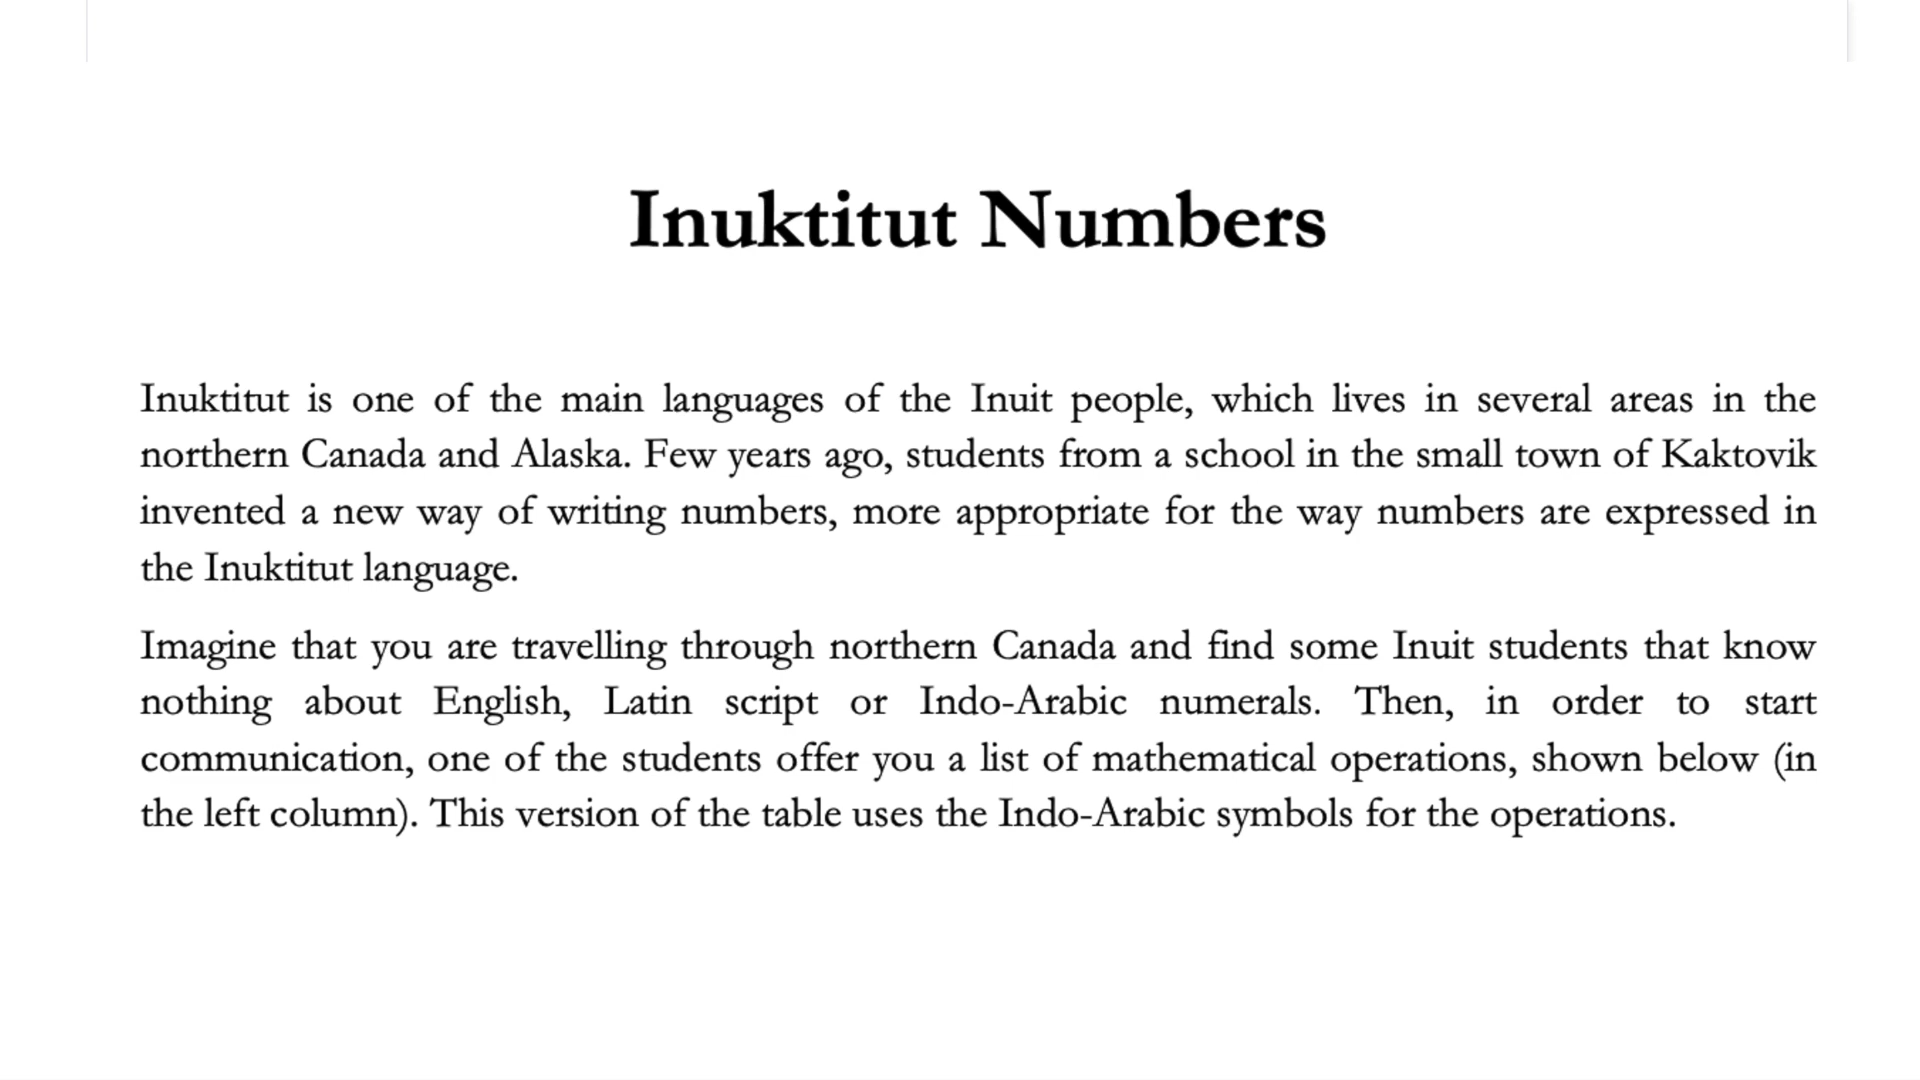 Inuktitut Numbers
Inuktitut is one of the main languages of the Inuit people, which lives in several areas in the
northern Canada and Alaska. Few years ago, students from a school in the small town of Kaktovik
invented a new way of writing numbers, more appropriate for the way numbers are expressed in
the Inuktitut language.
Imagine that you are travelling through northern Canada and find some Inuit students that know
nothing about English, Latin script or Indo-Arabic numerals. Then, in order to start
communication, one of the students offer you a list of mathematical operations, shown below (in
the left column). This version of the table uses the Indo-Arabic symbols for the operations.